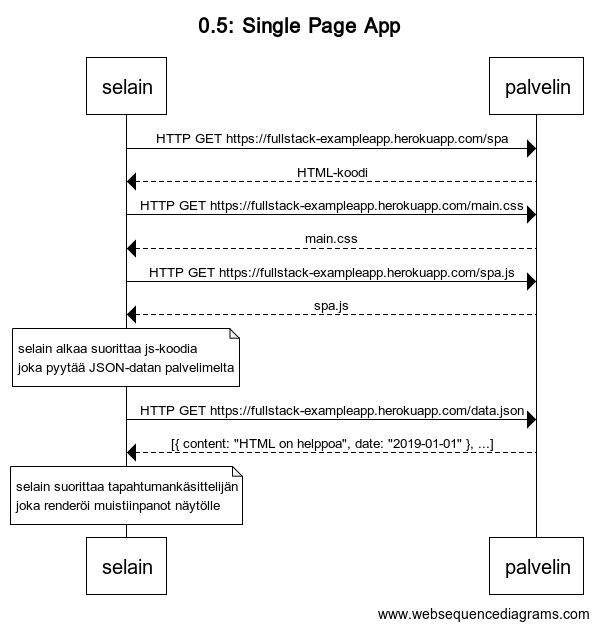 0.5: Single Page App
selain
palvelin
HTTP GET https://fullstack-exampleapp.herokuapp.com/spa
HTML-koodi
HTTP GET https://fullstack-exampleapp.herokuapp.com/main.css
main.css
HTTP GET https://fullstack-exampleapp.herokuapp.com/spa.js
spa.js
selain alkaa suorittaa js-koodia
joka pyytää JSON-datan palvelimelta
HTTP GET https://fullstack-exampleapp.herokuapp.com/data.json
[{ content: "HTML on helppoa", date: "2019-01-01" }, ...]
selain suorittaa tapahtumankäsittelijän
joka renderöi muistiinpanot näytölle
selain
palvelin
www.websequencediagrams.com